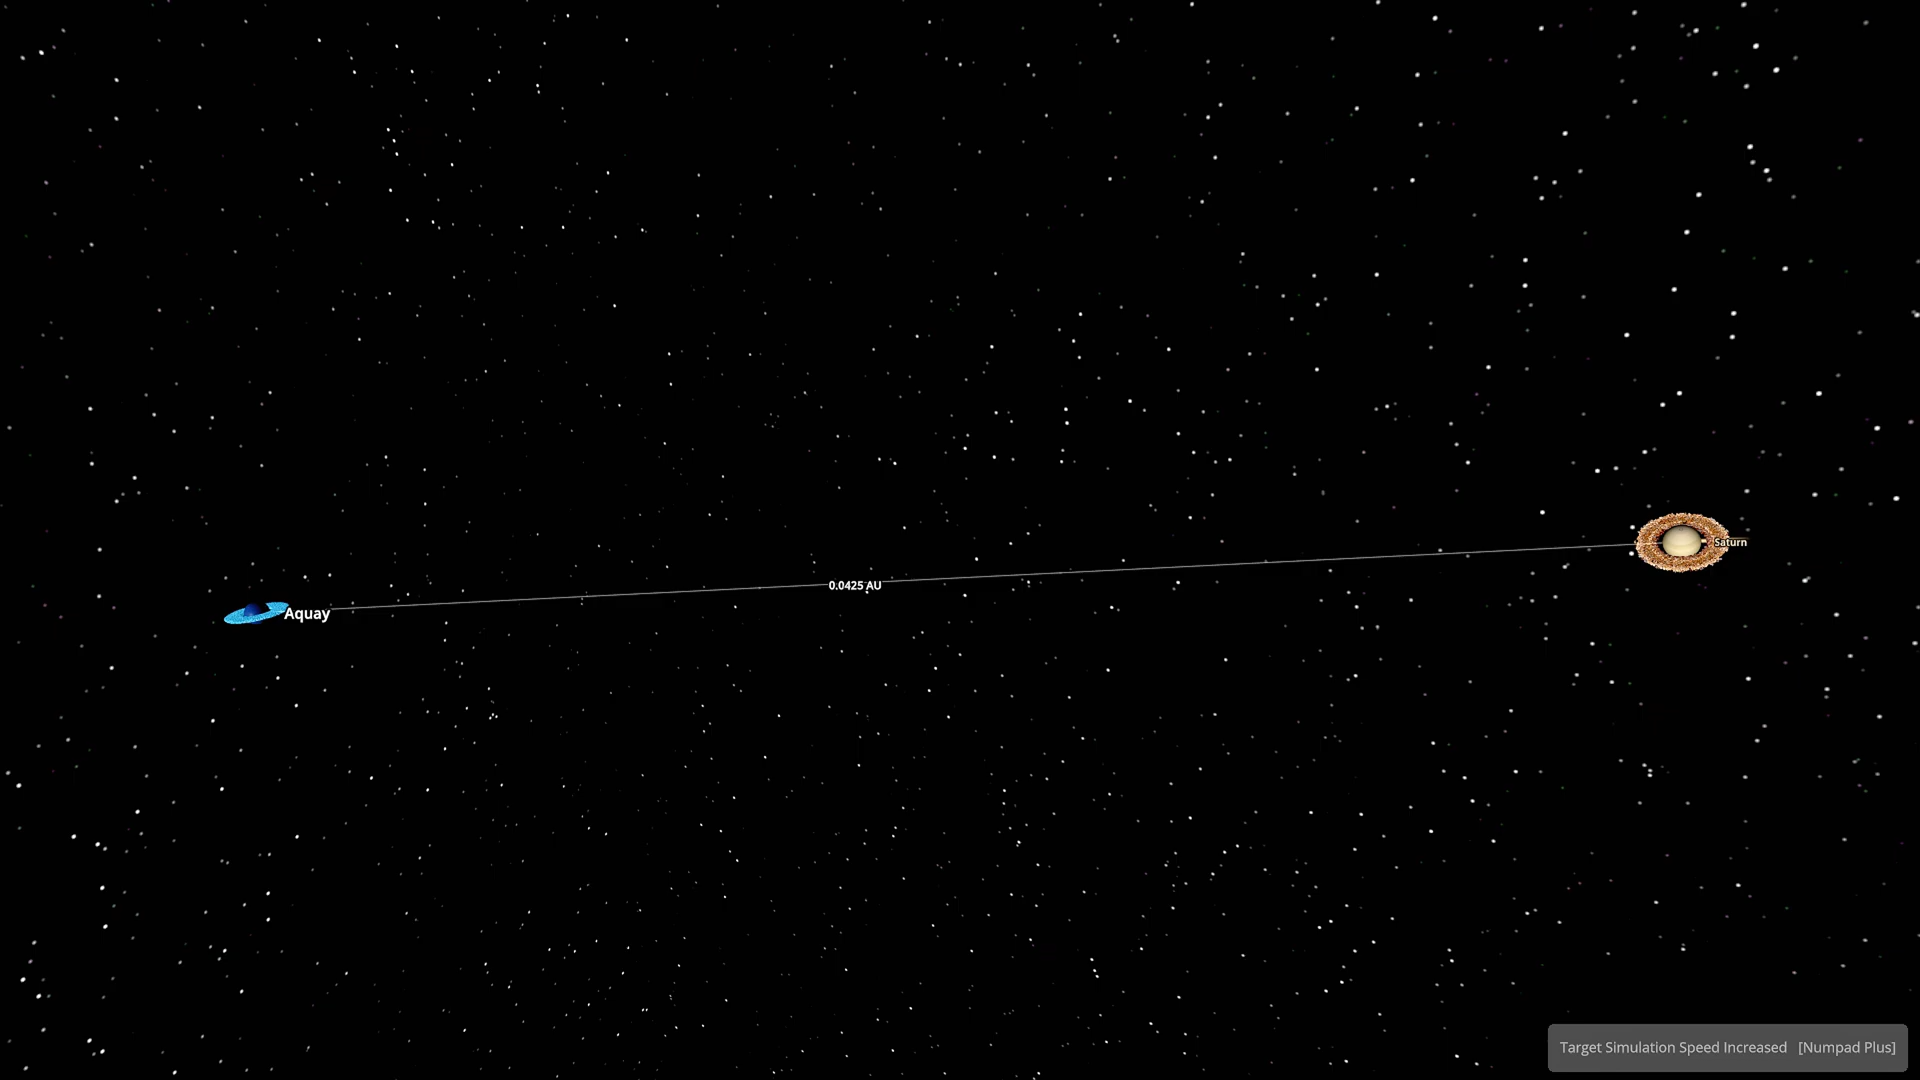 Saturn
0.0425 AU
Aquay
Target Simulation Speed Increased [Numpad Plus]